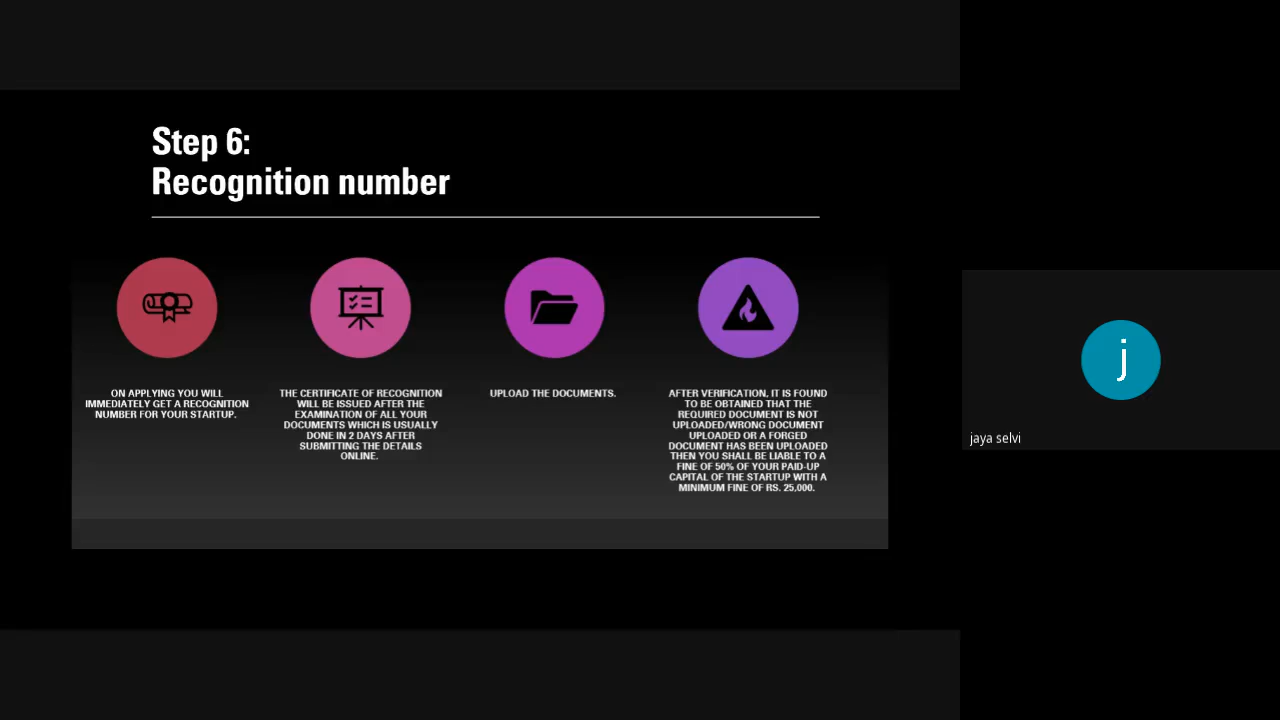 Step 6:
Recognition number
ON APPLYING YOU WILL
IMMEDIATELY GET A RECOGNITION
NUMBER FOR YOUR STARTUP.
THE CERTIFICATE OF RECOGNITION
WILL BE ISSUED AFTER THE
EXAMINATION OF ALL YOUR
DOCUMENTS WHICH IS USUALLY
DONE IN 2 DAYS AFTER
SUBMITTING THE DETAILS
ONLINE.
UPLOAD THE DOCUMENTS.
AFTER VERIFICATION, IT IS FOUND
TO BE OBTAINED THAT THE
REQUIRED DOCUMENT IS NOT
UPLOADED/WRONG DOCUMENT
UPLOADED OR A FORGED
DOCUMENT HAS BEEN UPLOADED
THEN YOU SHALL BE LIABLE TO A
FINE OF 50% OF YOUR PAID-UP
CAPITAL OF THE STARTUP WITH A
MINIMUM FINE OF RS. 25,000.
j
jaya selvi